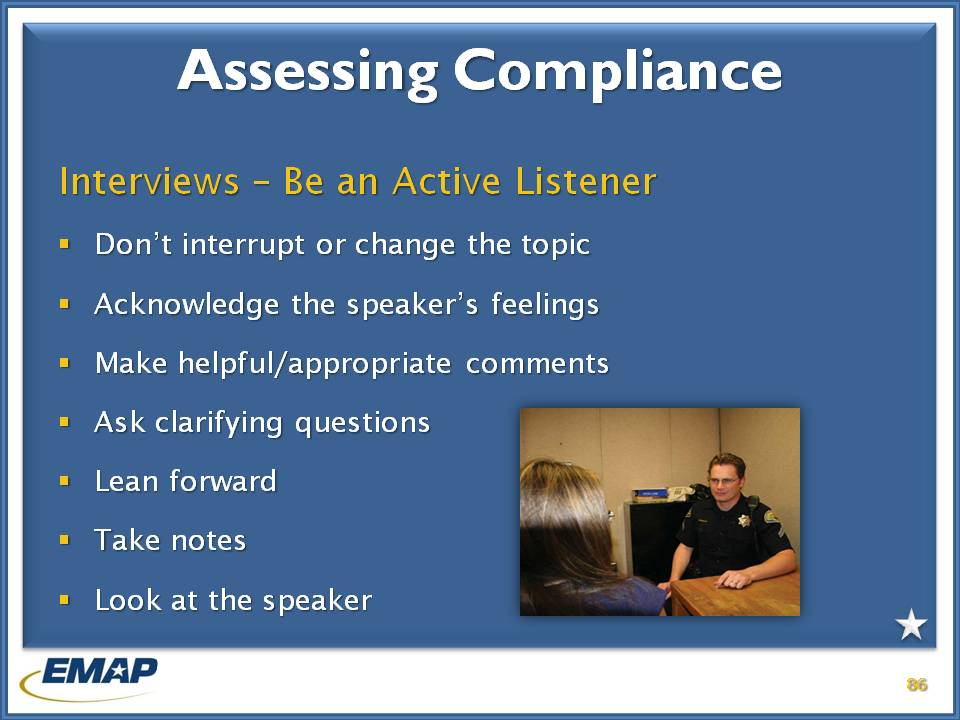 Assessing Compliance
Interviews – Be an Active Listener
▪ Don’t interrupt or change the topic
▪ Acknowledge the speaker’s feelings
▪ Make helpful/appropriate comments
▪ Ask clarifying questions
▪ Lean forward
▪ Take notes
▪ Look at the speaker
EMAP
86